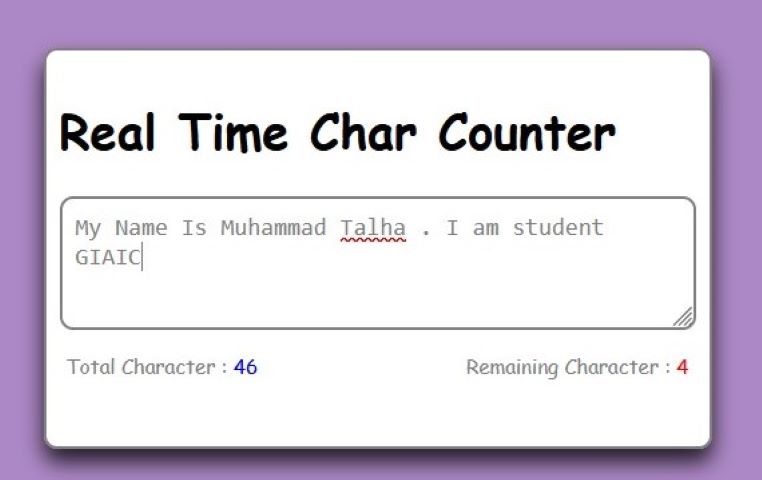 Real Time Char Counter
My Name Is Muhammad Talha . I am student
GIAIC
Total Character : 46
Remaining Character : 4